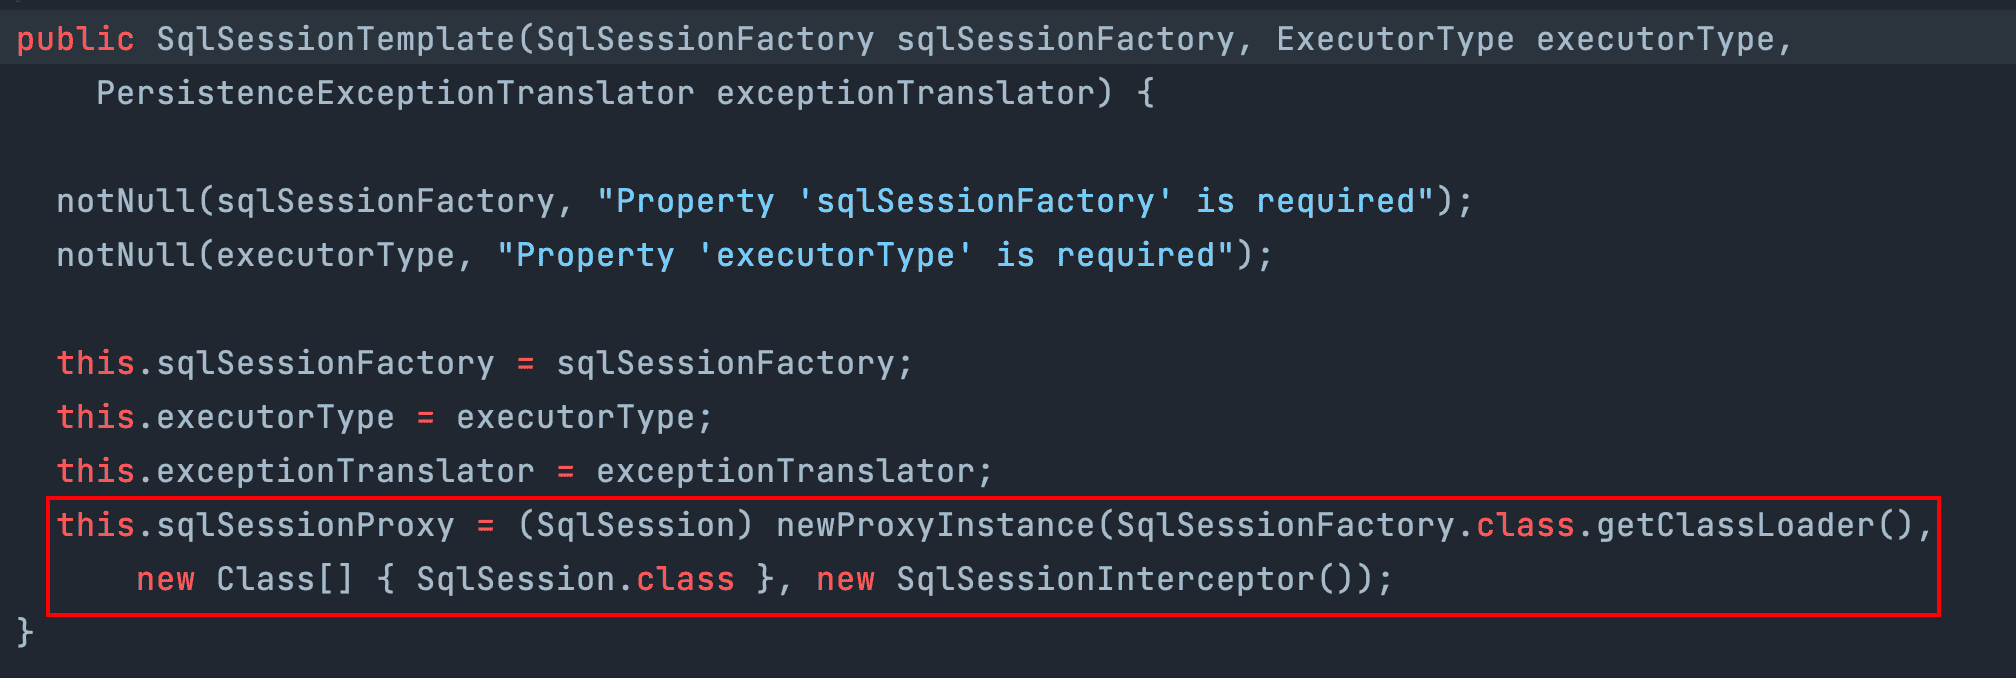 public SqlSessionTemplate(SqlSessionFactory sqlSessionFactory, ExecutorType executorType,
    PersistenceExceptionTranslator exceptionTranslator) {

  notNull(sqlSessionFactory, "Property 'sqlSessionFactory' is required");
  notNull(executorType, "Property 'executorType' is required");

  this.sqlSessionFactory = sqlSessionFactory;
  this.executorType = executorType;
  this.exceptionTranslator = exceptionTranslator;
  this.sqlSessionProxy = (SqlSession) newProxyInstance(SqlSessionFactory.class.getClassLoader(),
      new Class[] { SqlSession.class }, new SqlSessionInterceptor());
}